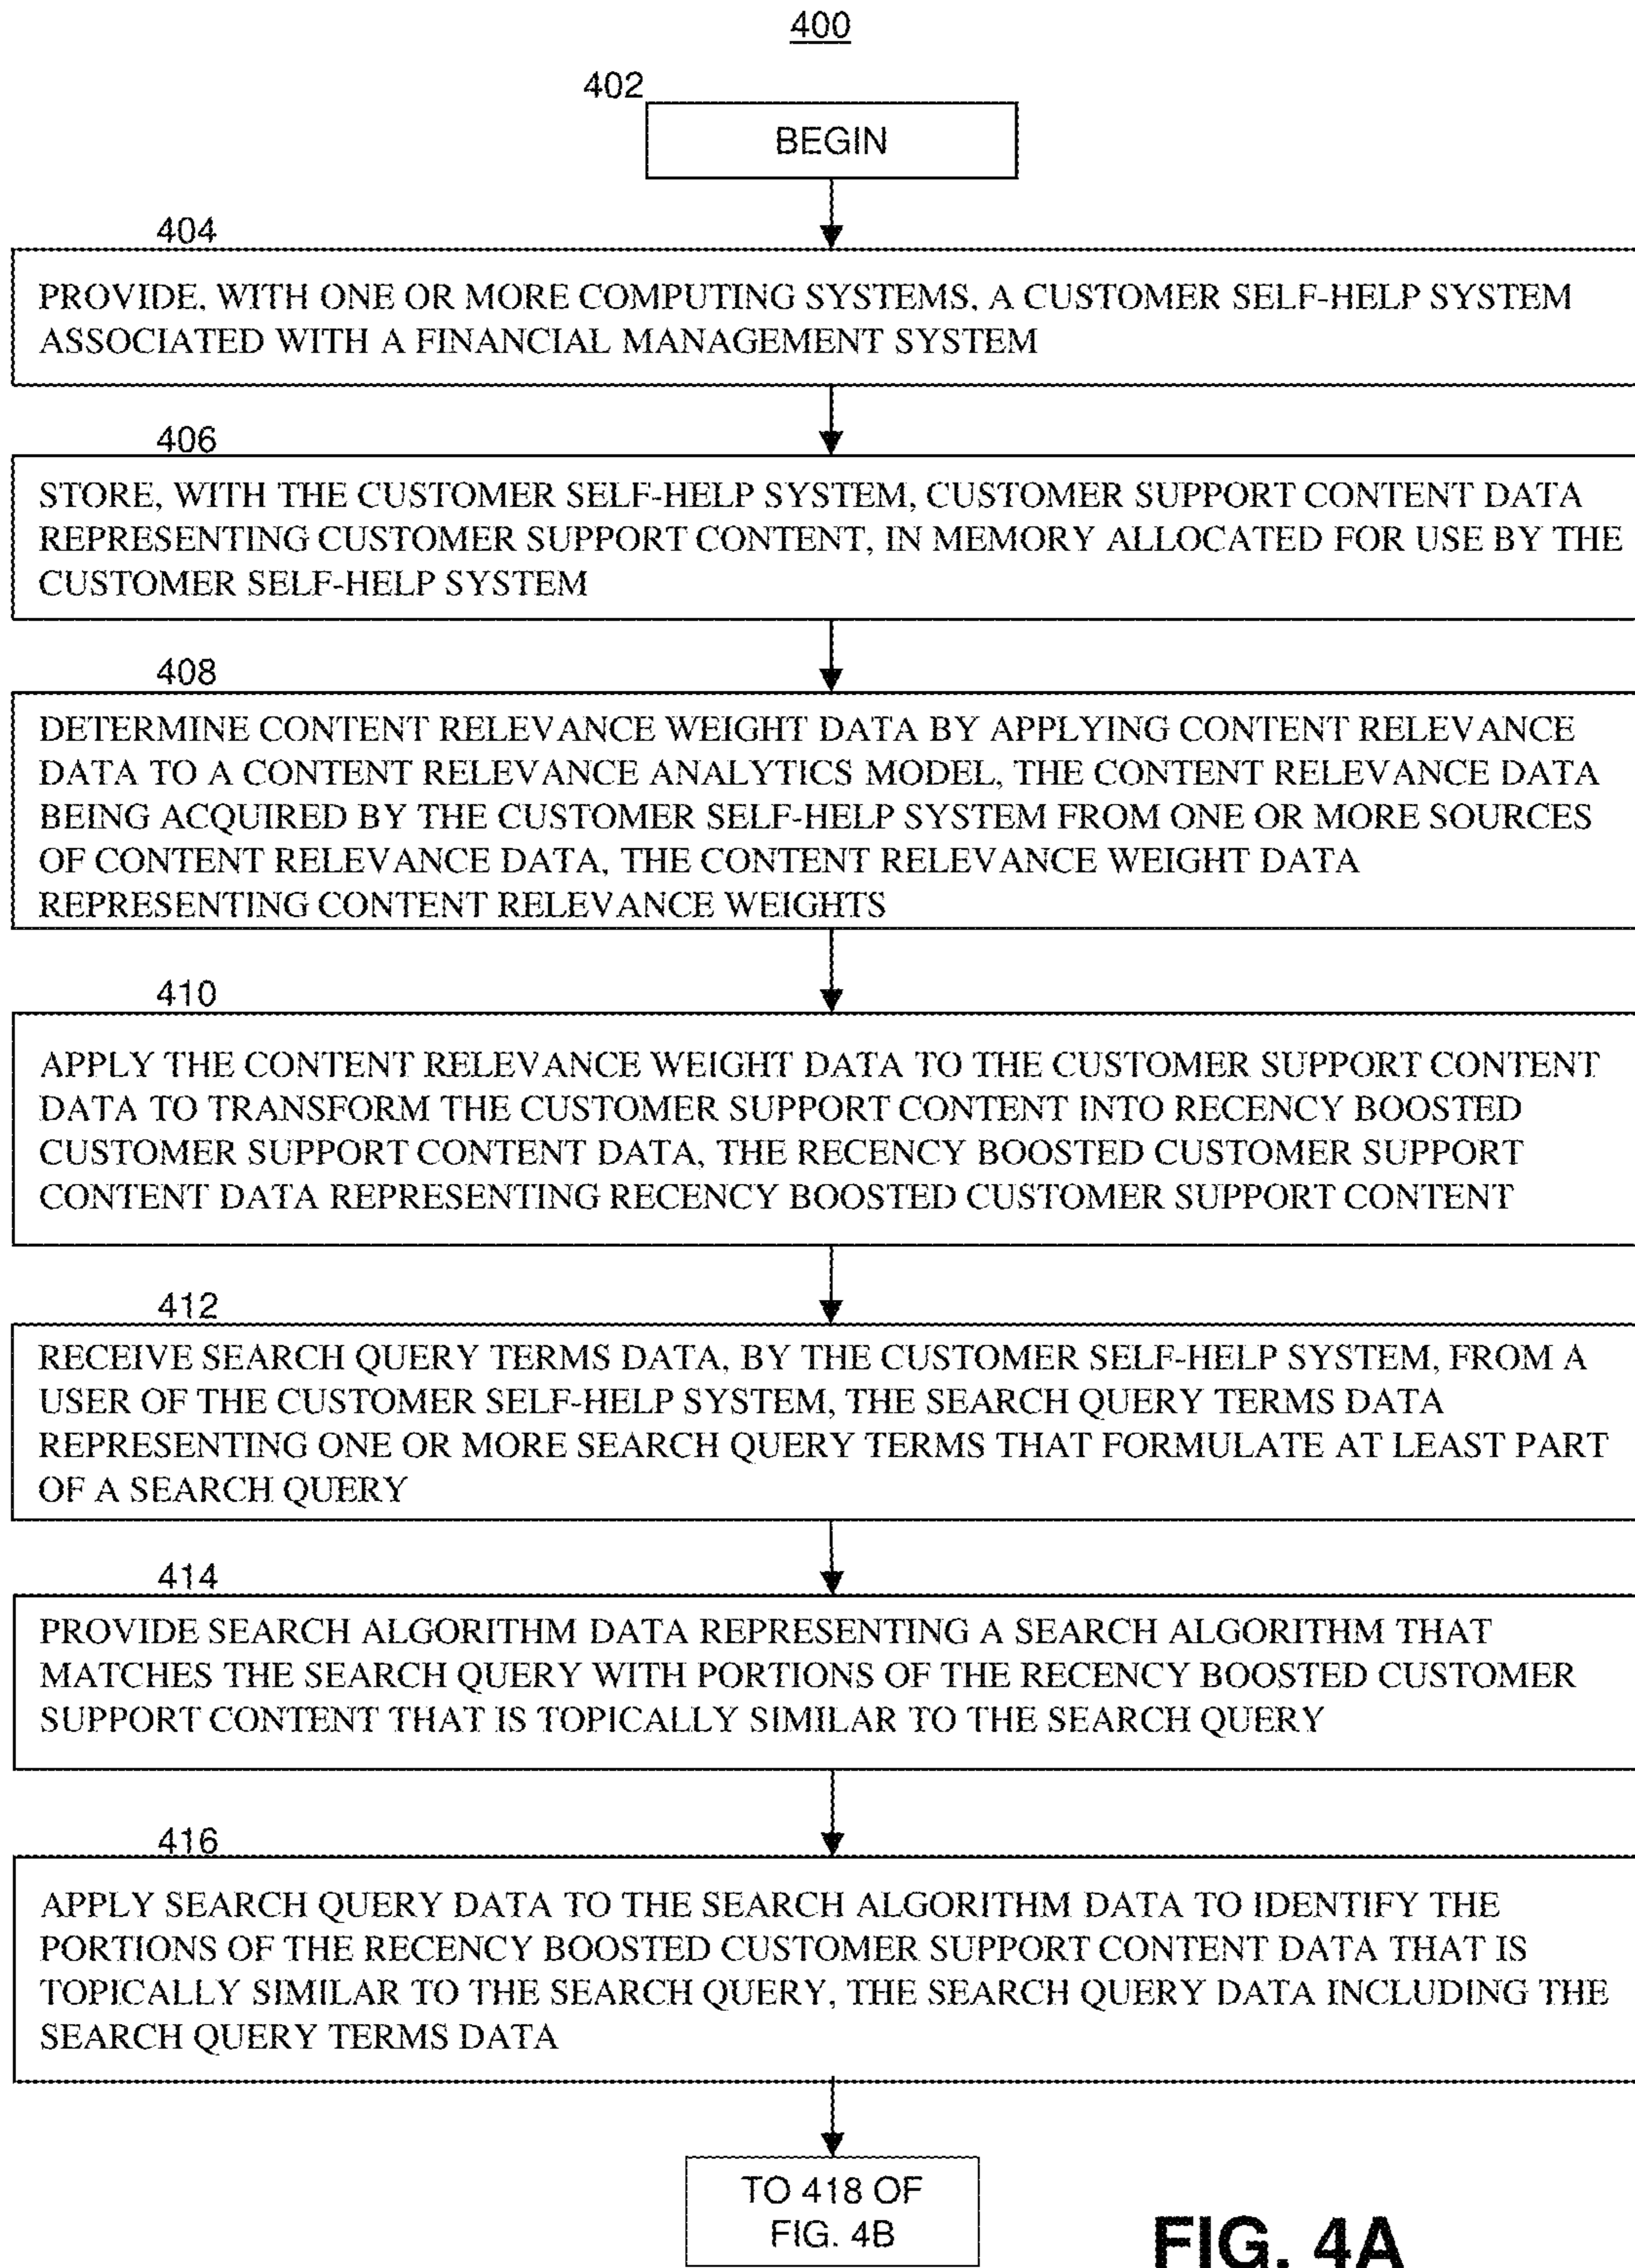 400
402
BEGIN
404
PROVIDE, WITH ONE OR MORE COMPUTING SYSTEMS, A CUSTOMER SELF-HELP SYSTEM
ASSOCIATED WITH A FINANCIAL MANAGEMENT SYSTEM
406
STORE, WITH THE CUSTOMER SELF-HELP SYSTEM, CUSTOMER SUPPORT CONTENT DATA
REPRESENTING CUSTOMER SUPPORT CONTENT, IN MEMORY ALLOCATED FOR USE BY THE
CUSTOMER SELF-HELP SYSTEM
408
DETERMINE CONTENT RELEVANCE WEIGHT DATA BY APPLYING CONTENT RELEVANCE
DATA TO A CONTENT RELEVANCE ANALYTICS MODEL, THE CONTENT RELEVANCE DATA
BEING ACQUIRED BY THE CUSTOMER SELF-HELP SYSTEM FROM ONE OR MORE SOURCES
OF CONTENT RELEVANCE DATA, THE CONTENT RELEVANCE WEIGHT DATA
REPRESENTING CONTENT RELEVANCE WEIGHTS
410
APPLY THE CONTENT RELEVANCE WEIGHT DATA TO THE CUSTOMER SUPPORT CONTENT
DATA TO TRANSFORM THE CUSTOMER SUPPORT CONTENT INTO RECENCY BOOSTED
CUSTOMER SUPPORT CONTENT DATA, THE RECENCY BOOSTED CUSTOMER SUPPORT
CONTENT DATA REPRESENTING RECENCY BOOSTED CUSTOMER SUPPORT CONTENT
412
RECEIVE SEARCH QUERY TERMS DATA, BY THE CUSTOMER SELF-HELP SYSTEM, FROM A
USER OF THE CUSTOMER SELF-HELP SYSTEM, THE SEARCH QUERY TERMS DATA
REPRESENTING ONE OR MORE SEARCH QUERY TERMS THAT FORMULATE AT LEAST PART
OF A SEARCH QUERY
414
PROVIDE SEARCH ALGORITHM DATA REPRESENTING A SEARCH ALGORITHM THAT
MATCHES THE SEARCH QUERY WITH PORTIONS OF THE RECENCY BOOSTED CUSTOMER
SUPPORT CONTENT THAT IS TOPICALLY SIMILAR TO THE SEARCH QUERY
416
APPLY SEARCH QUERY DATA TO THE SEARCH ALGORITHM DATA TO IDENTIFY THE
PORTIONS OF THE RECENCY BOOSTED CUSTOMER SUPPORT CONTENT DATA THAT IS
TOPICALLY SIMILAR TO THE SEARCH QUERY, THE SEARCH QUERY DATA INCLUDING THE
SEARCH QUERY TERMS DATA
TO 418 OF
FIG. 4B
FIG. 4A